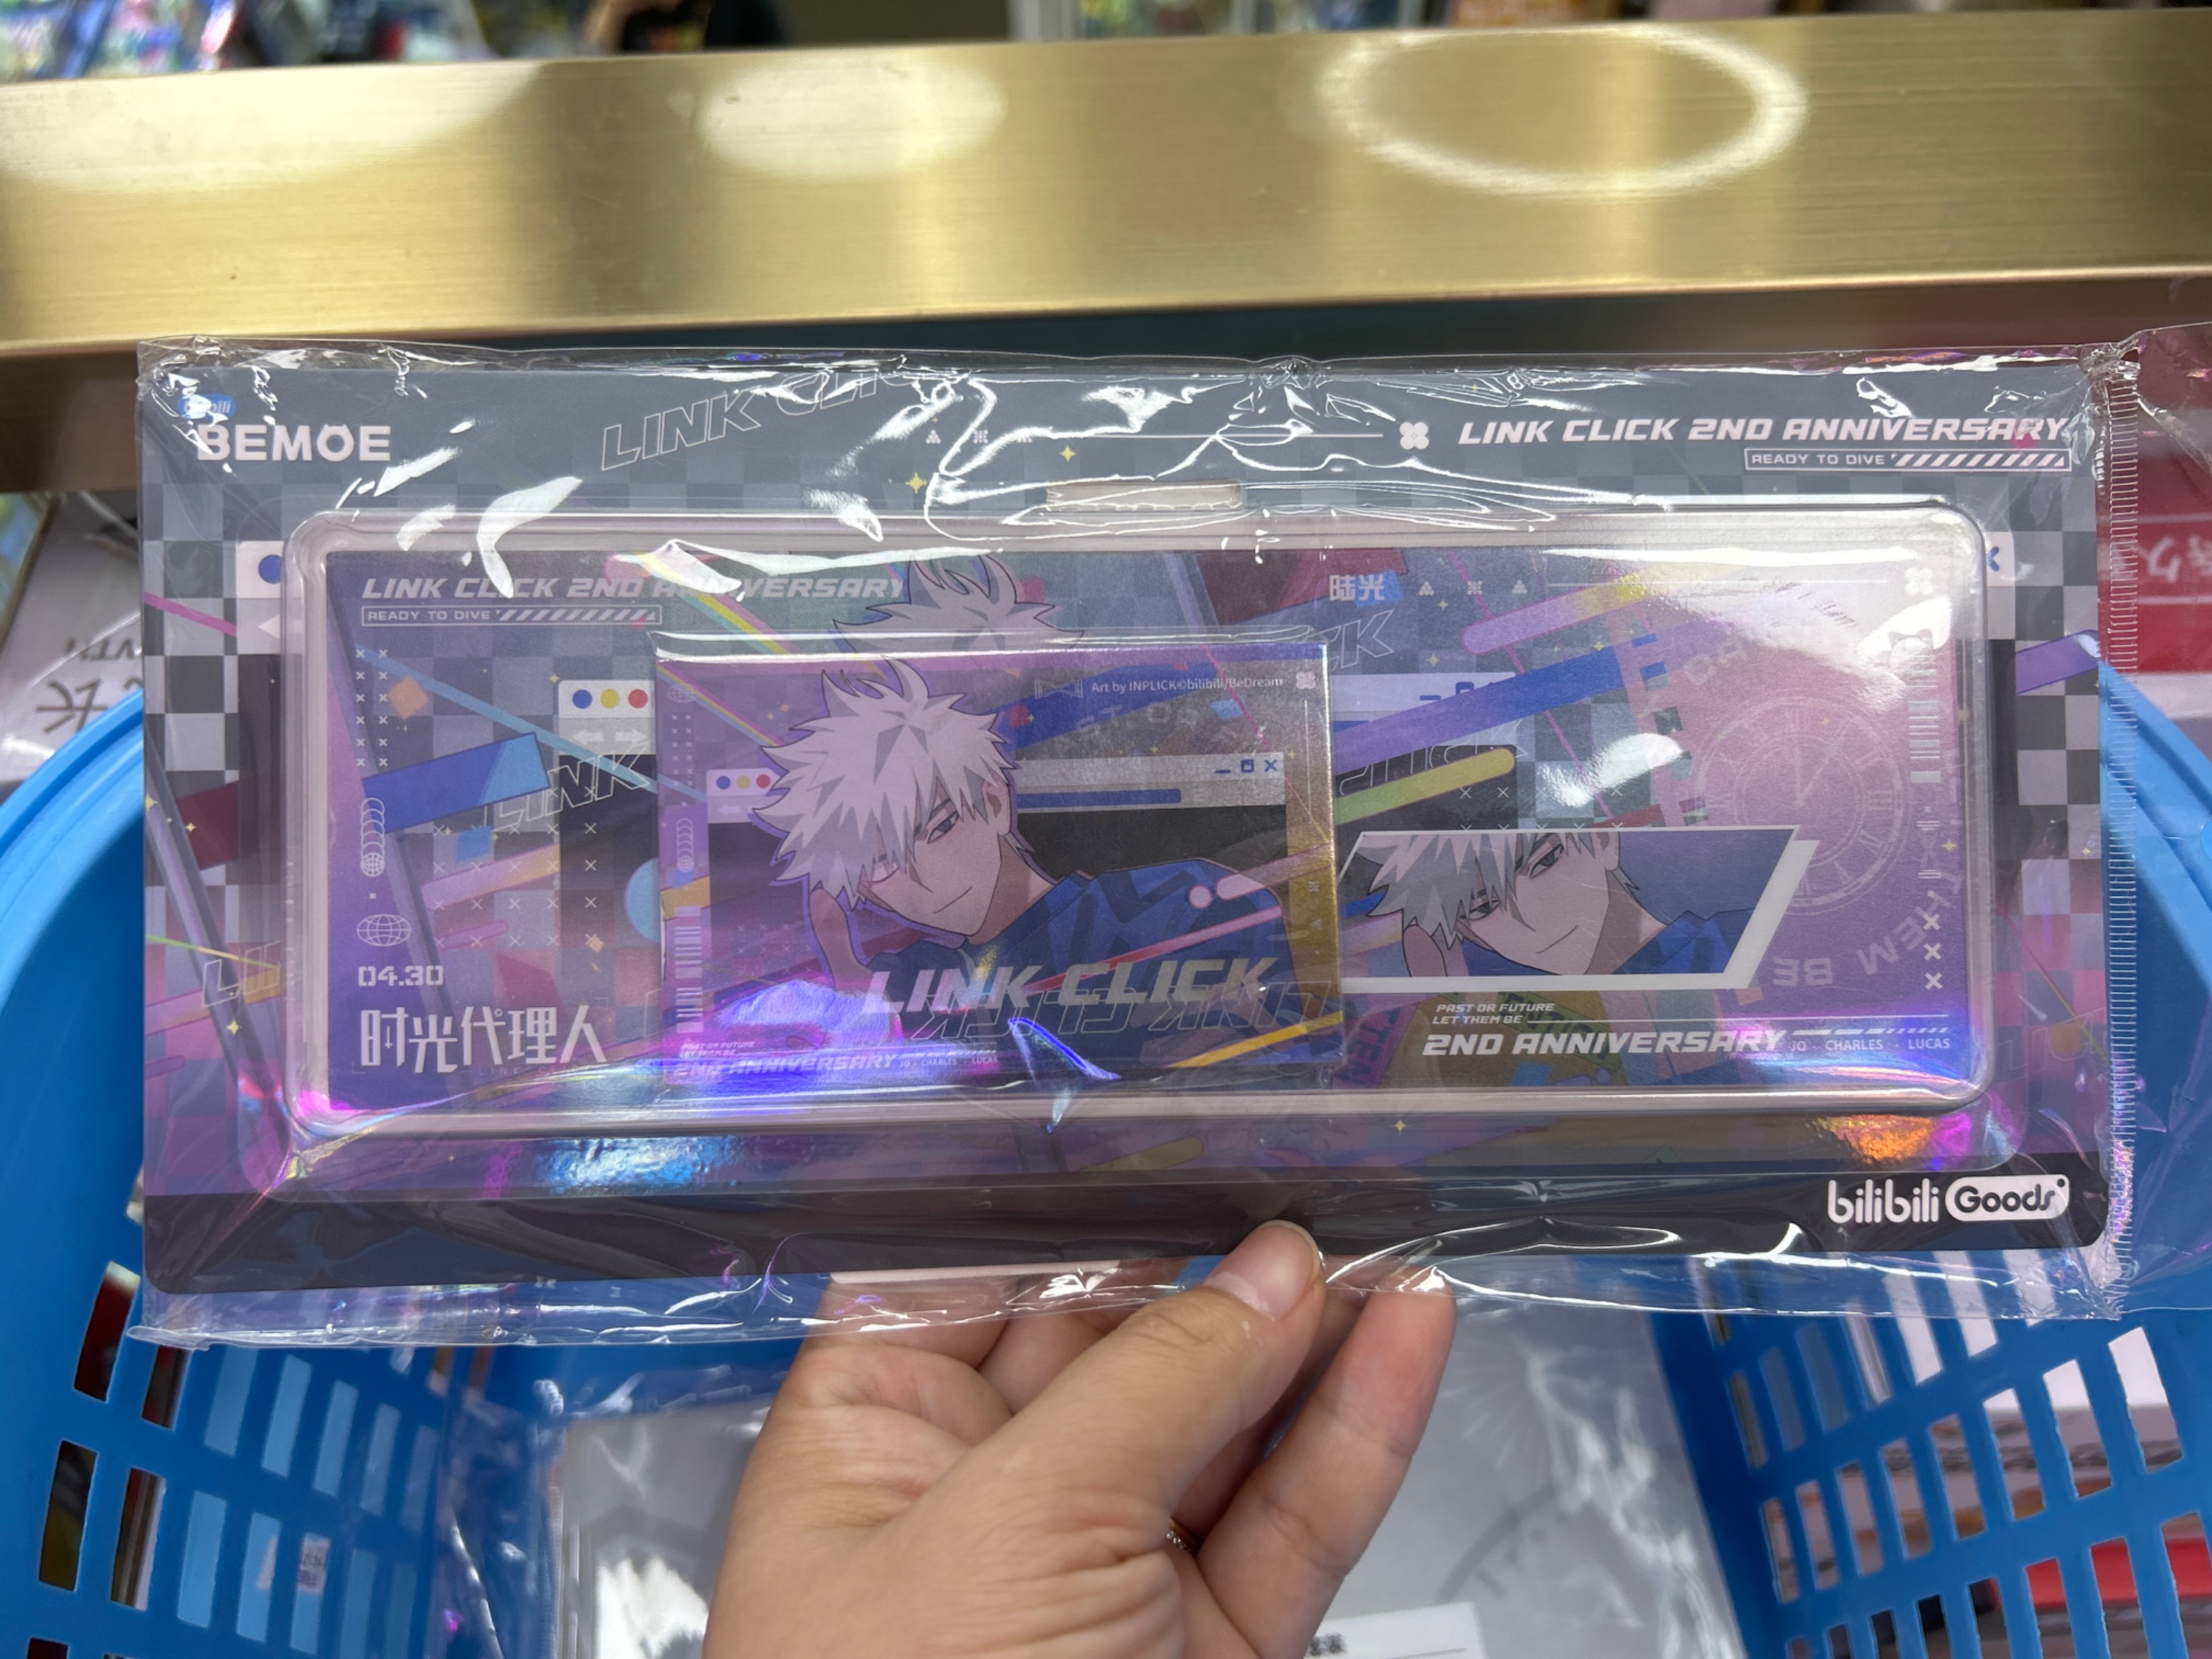 BEMOE
LINK CLI
LINK CLICK 2ND ANNIVERSARY
READY TO DIVE
LINK CLICK 2ND ANNIVERSARY
READY TO DIVE
陆光
Art by INPLICK©bilibili/BeDream
LINK
04.30
时光代理人
LINK CLICK
PAST OR FUTURE
LET THEM BE
2ND ANNIVERSARY JO · CHARLES · LUCAS
PAST OR FUTURE
LET THEM BE
2ND ANNIVERSARY JO · CHARLES · LUCAS
bilibili Goods